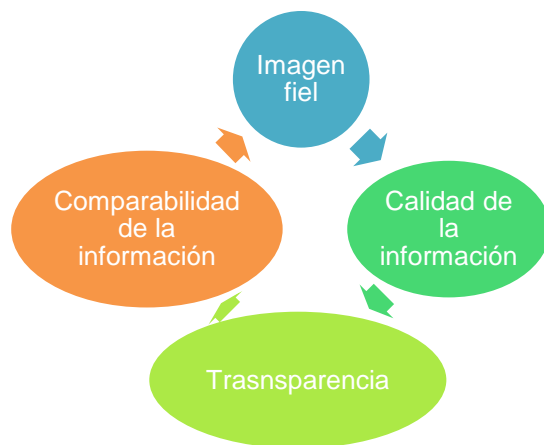 Imagen
fiel
Comparabilidad
de la
información
Calidad de
la
información
Trasnsparencia